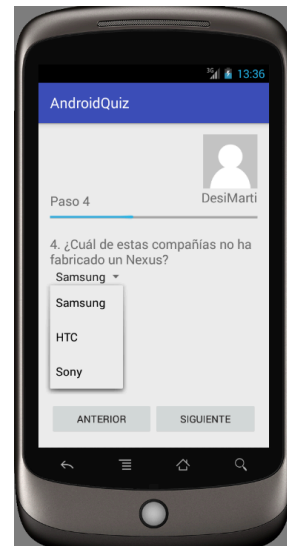 3G 13:36
AndroidQuiz
Paso 4
DesiMarti
4. ¿Cuál de estas compañías no ha
fabricado un Nexus?
Samsung
Samsung
HTC
Sony
ANTERIOR SIGUIENTE